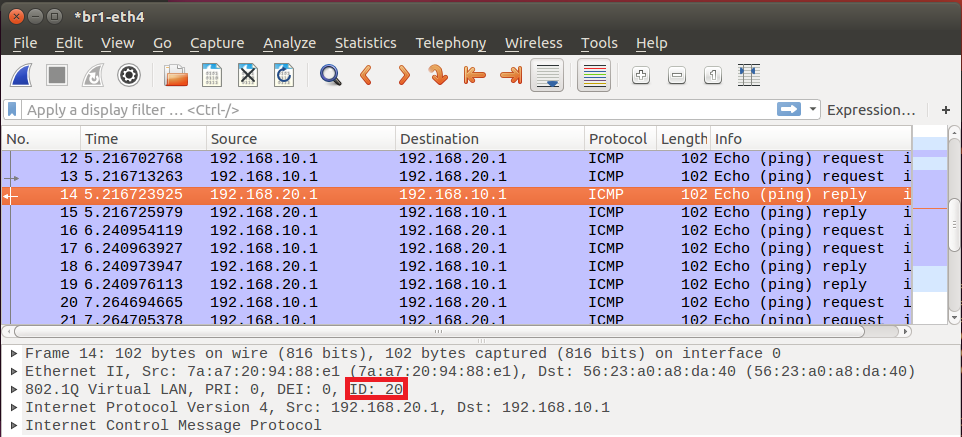 *br1-eth4
File Edit View Go Capture Analyze Statistics Telephony Wireless Tools Help
Apply a display filter … <Ctrl-/> Expression… +
No. Time Source Destination Protocol Length Info
12 5.216702768 192.168.10.1 192.168.20.1 ICMP 102 Echo (ping) request i
13 5.216713263 192.168.10.1 192.168.20.1 ICMP 102 Echo (ping) request i
14 5.216723925 192.168.20.1 192.168.10.1 ICMP 102 Echo (ping) reply i
15 5.216725979 192.168.20.1 192.168.10.1 ICMP 102 Echo (ping) reply i
16 6.240954119 192.168.10.1 192.168.20.1 ICMP 102 Echo (ping) request i
17 6.240963927 192.168.10.1 192.168.20.1 ICMP 102 Echo (ping) request i
18 6.240973947 192.168.20.1 192.168.10.1 ICMP 102 Echo (ping) reply i
19 6.240976113 192.168.20.1 192.168.10.1 ICMP 102 Echo (ping) reply i
20 7.264694665 192.168.10.1 192.168.20.1 ICMP 102 Echo (ping) request i
21 7.264705378 192.168.10.1 192.168.20.1 ICMP 102 Echo (ping) request i
Frame 14: 102 bytes on wire (816 bits), 102 bytes captured (816 bits) on interface 0
Ethernet II, Src: 7a:a7:20:94:88:e1 (7a:a7:20:94:88:e1), Dst: 56:23:a0:a8:da:40 (56:23:a0:a8:da:40)
802.1Q Virtual LAN, PRI: 0, DEI: 0, ID: 20
Internet Protocol Version 4, Src: 192.168.20.1, Dst: 192.168.10.1
Internet Control Message Protocol